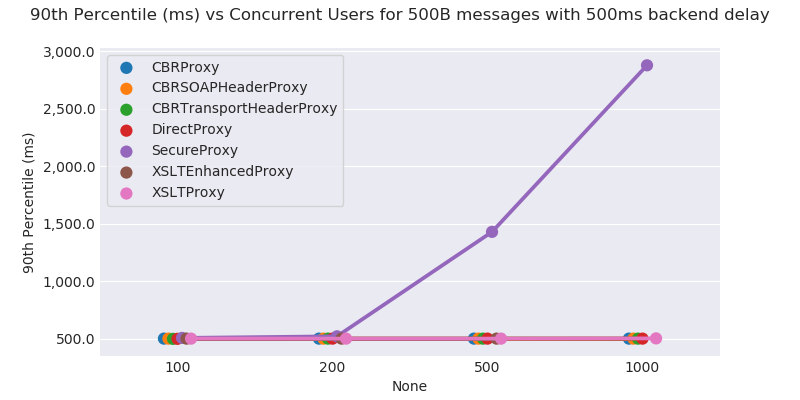 90th Percentile (ms) vs Concurrent Users for 500B messages with 500ms backend delay
3,000.0
2,500.0
2,000.0
1,500.0
1,000.0
500.0
90th Percentile (ms)
CBRProxy
CBRSOAPHeaderProxy
CBRTransportHeaderProxy
DirectProxy
SecureProxy
XSLTEnhancedProxy
XSLTProxy
100 200 500 1000
None